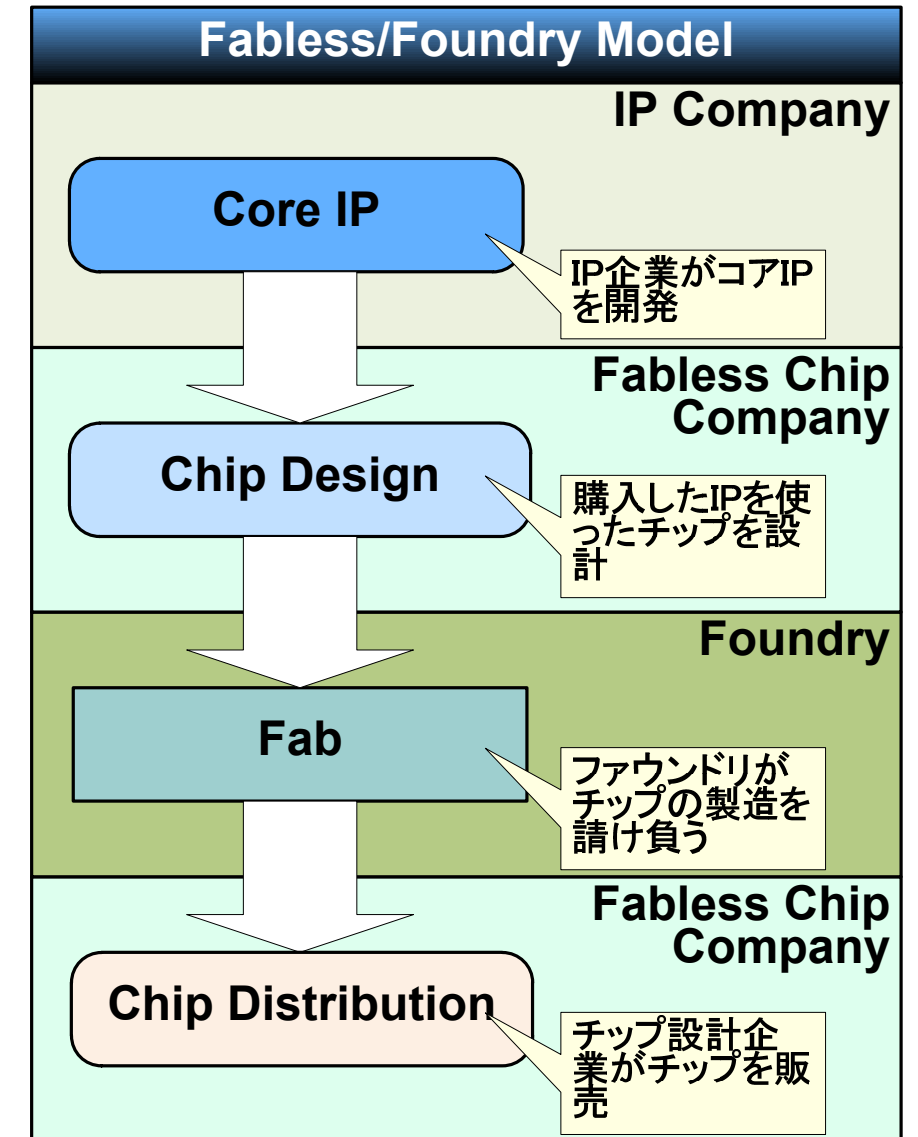 Fabless/Foundry Model
IP Company
Core IP
IP企業がコアIP
を開発
Fabless Chip
Company
Chip Design
購入したIPを使
ったチップを設
計
Foundry
Fab
ファウンドリが
チップの製造を
請け負う
Fabless Chip
Company
Chip Distribution
チップ設計企
業がチップを販
売